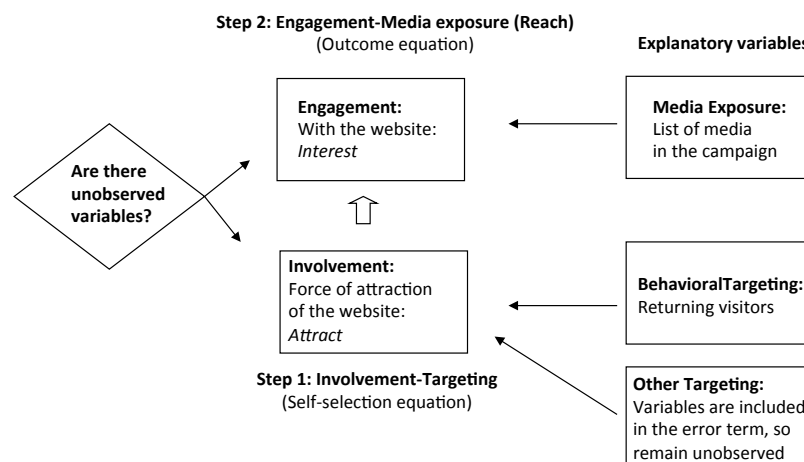 Step 2: Engagement-Media exposure (Reach)
(Outcome equation)
Explanatory variables
Engagement:
With the website:
Interest
Media Exposure:
List of media
in the campaign
Are there
unobserved
variables?
Involvement:
Force of attraction
of the website:
Attract
BehavioralTargeting:
Returning visitors
Step 1: Involvement-Targeting
(Self-selection equation)
Other Targeting:
Variables are included
in the error term, so
remain unobserved